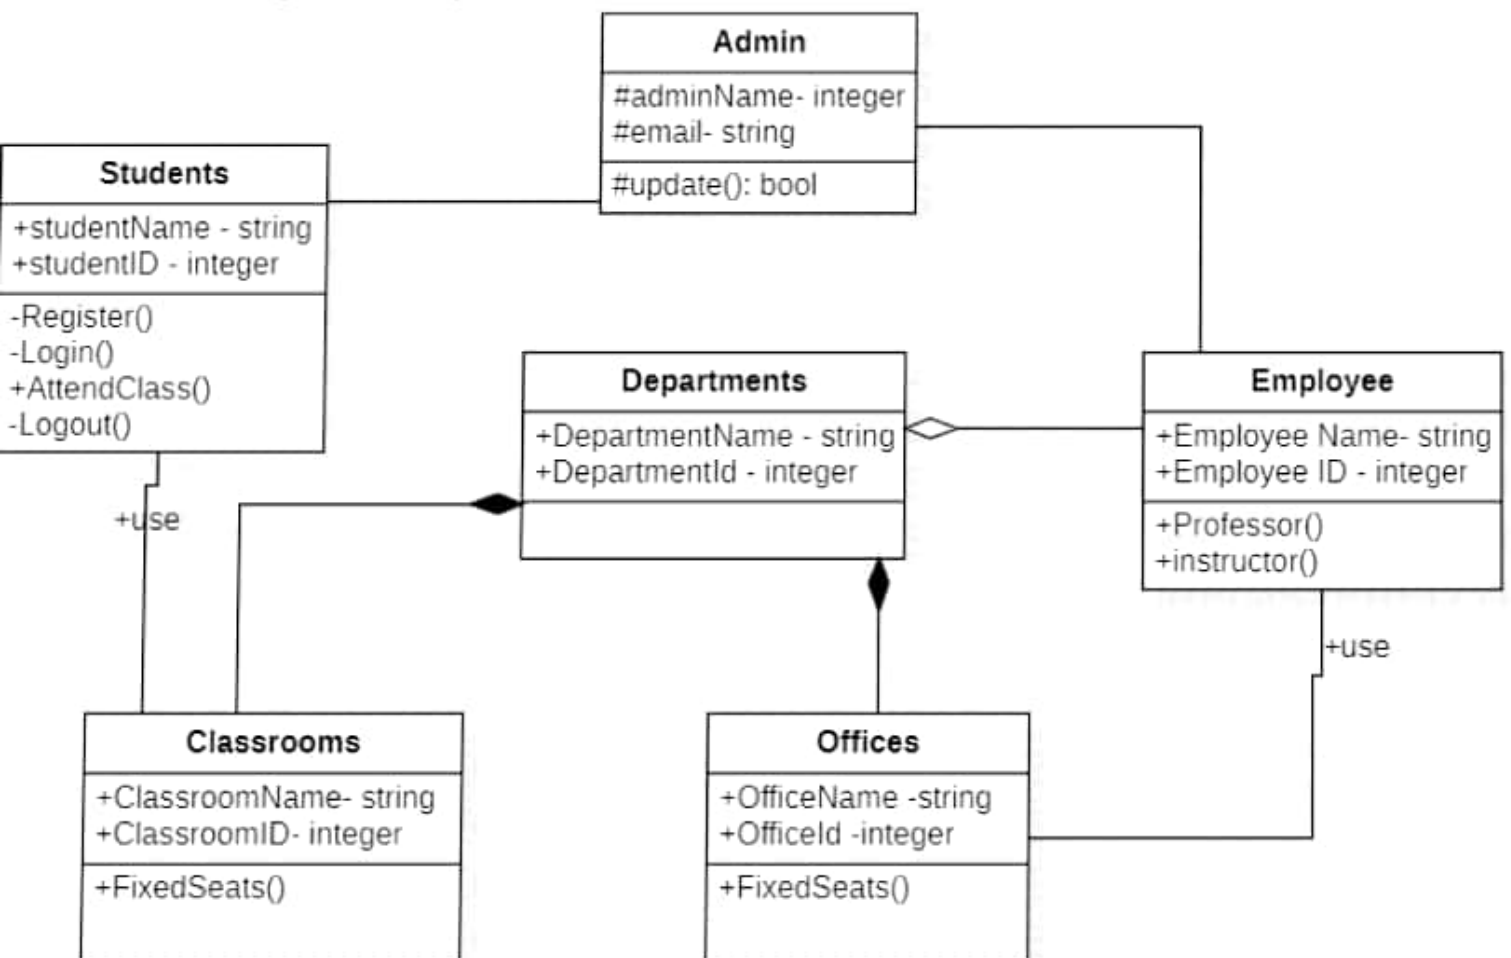 Admin
#adminName- integer
#email- string
#update(): bool
Students
+studentName - string
+studentID - integer
-Register()
-Login()
+AttendClass()
-Logout()
+use
Departments
+DepartmentName - string
+DepartmentId - integer
Employee
+Employee Name- string
+Employee ID - integer
+Professor()
+instructor()
+use
Classrooms
+ClassroomName- string
+ClassroomID- integer
+FixedSeats()
Offices
+OfficeName -string
+OfficeId -integer
+FixedSeats()